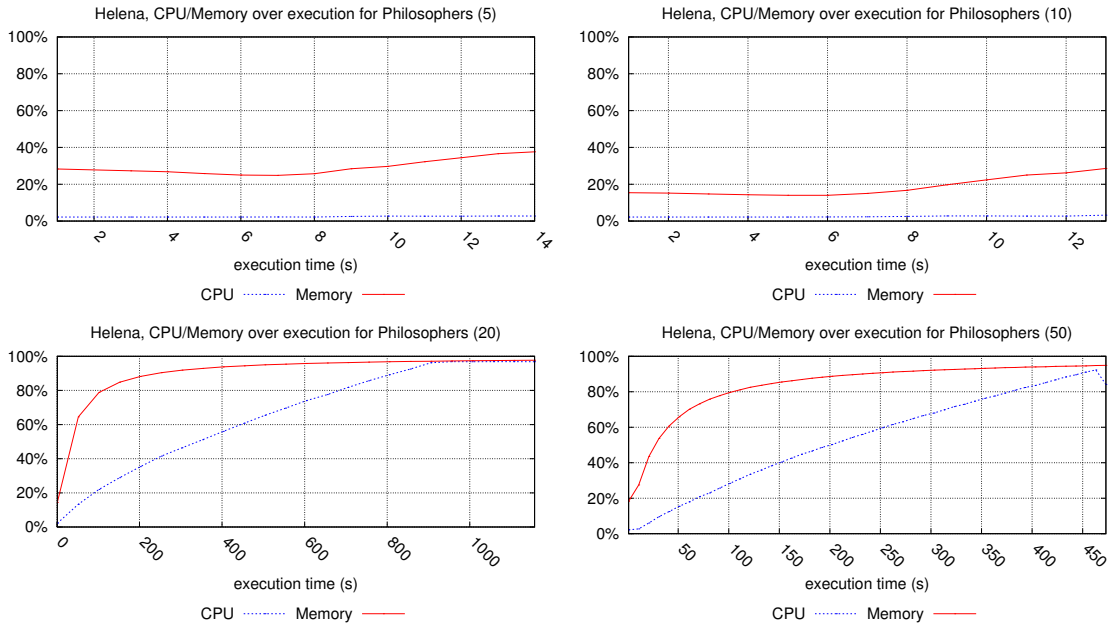 Helena, CPU/Memory over execution for Philosophers (5)
100%
80%
60%
40%
20%
0%
2 4 6 8 10 12 14
execution time (s)
CPU Memory
Helena, CPU/Memory over execution for Philosophers (10)
100%
80%
60%
40%
20%
0%
2 4 6 8 10 12
execution time (s)
CPU Memory
Helena, CPU/Memory over execution for Philosophers (20)
100%
80%
60%
40%
20%
0%
0 200 400 600 800 1000
execution time (s)
CPU Memory
Helena, CPU/Memory over execution for Philosophers (50)
100%
80%
60%
40%
20%
0%
50 100 150 200 250 300 350 400 450
execution time (s)
CPU Memory